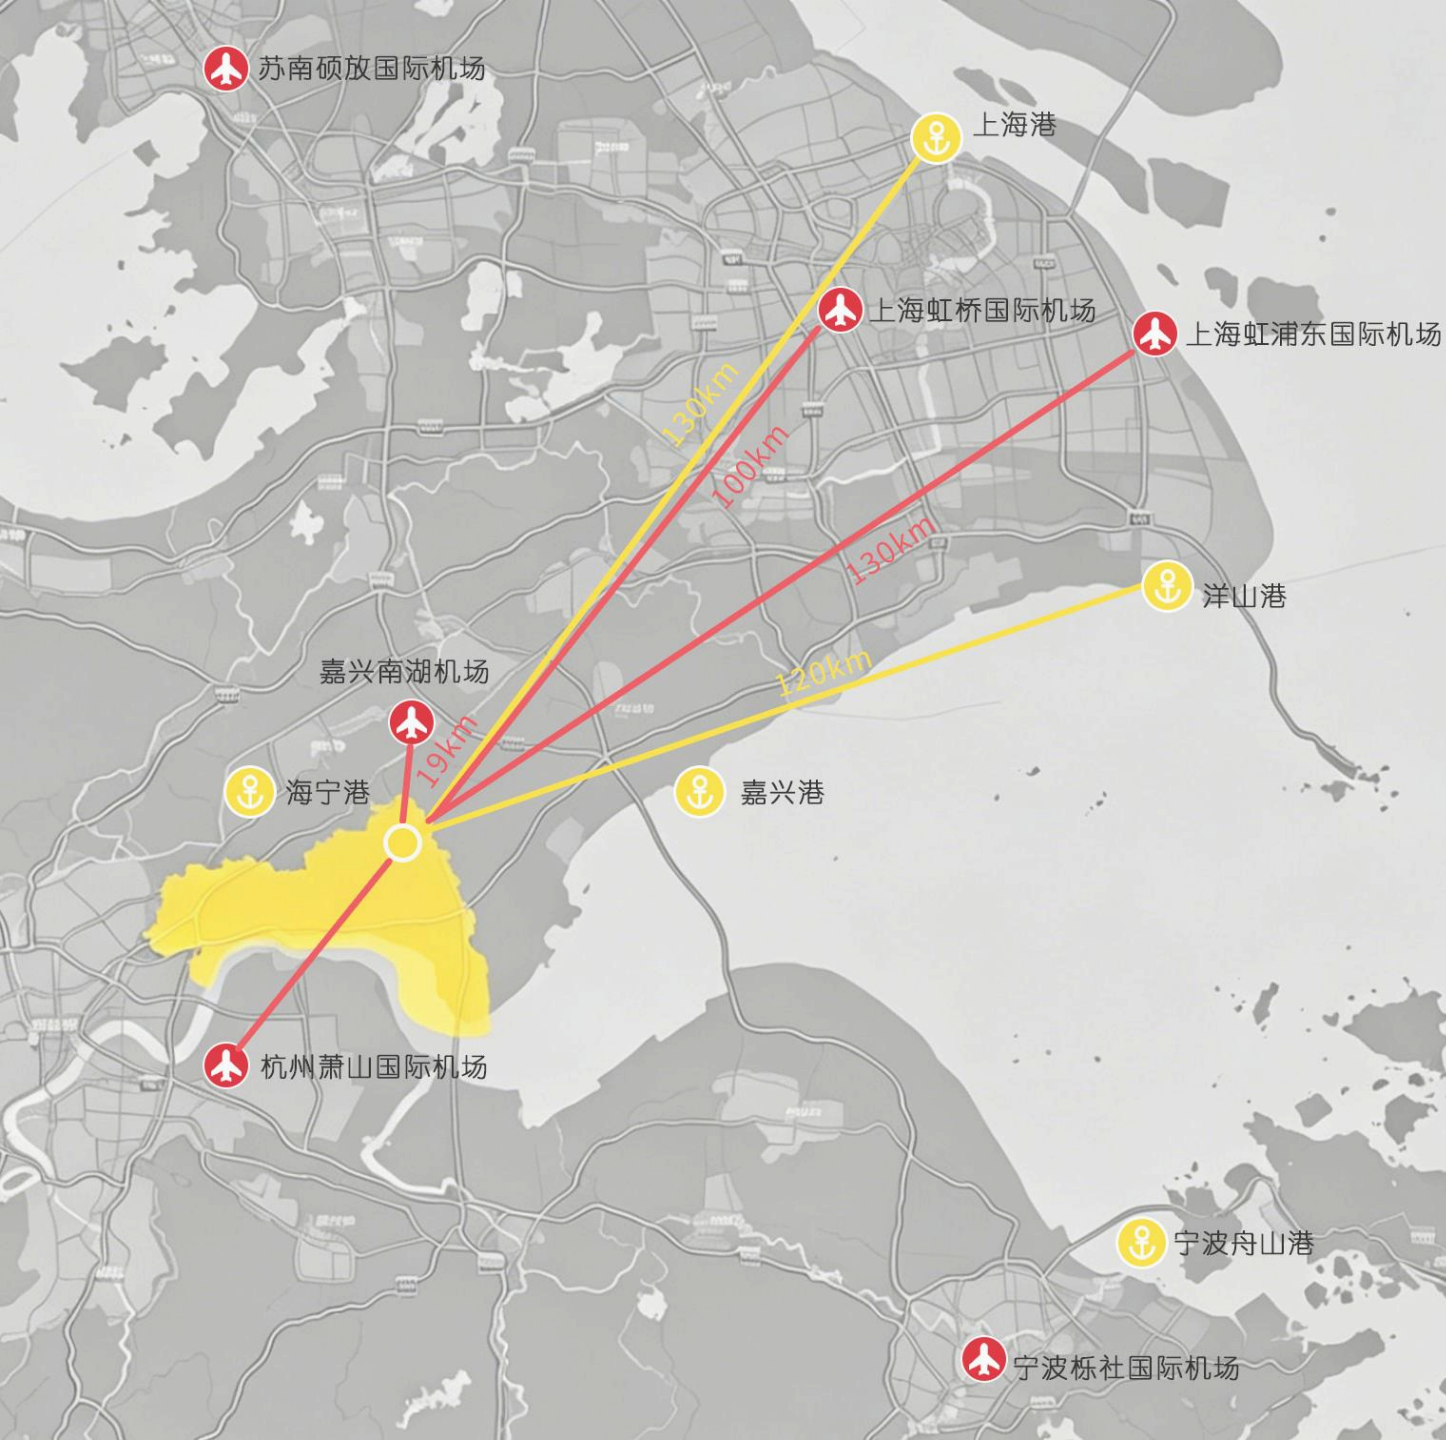 苏南硕放国际机场
上海港
上海虹桥国际机场
上海虹浦东国际机场
130km
100km
130km
洋山港
120km
嘉兴南湖机场
19km
海宁港
嘉兴港
杭州萧山国际机场
宁波舟山港
宁波栎社国际机场